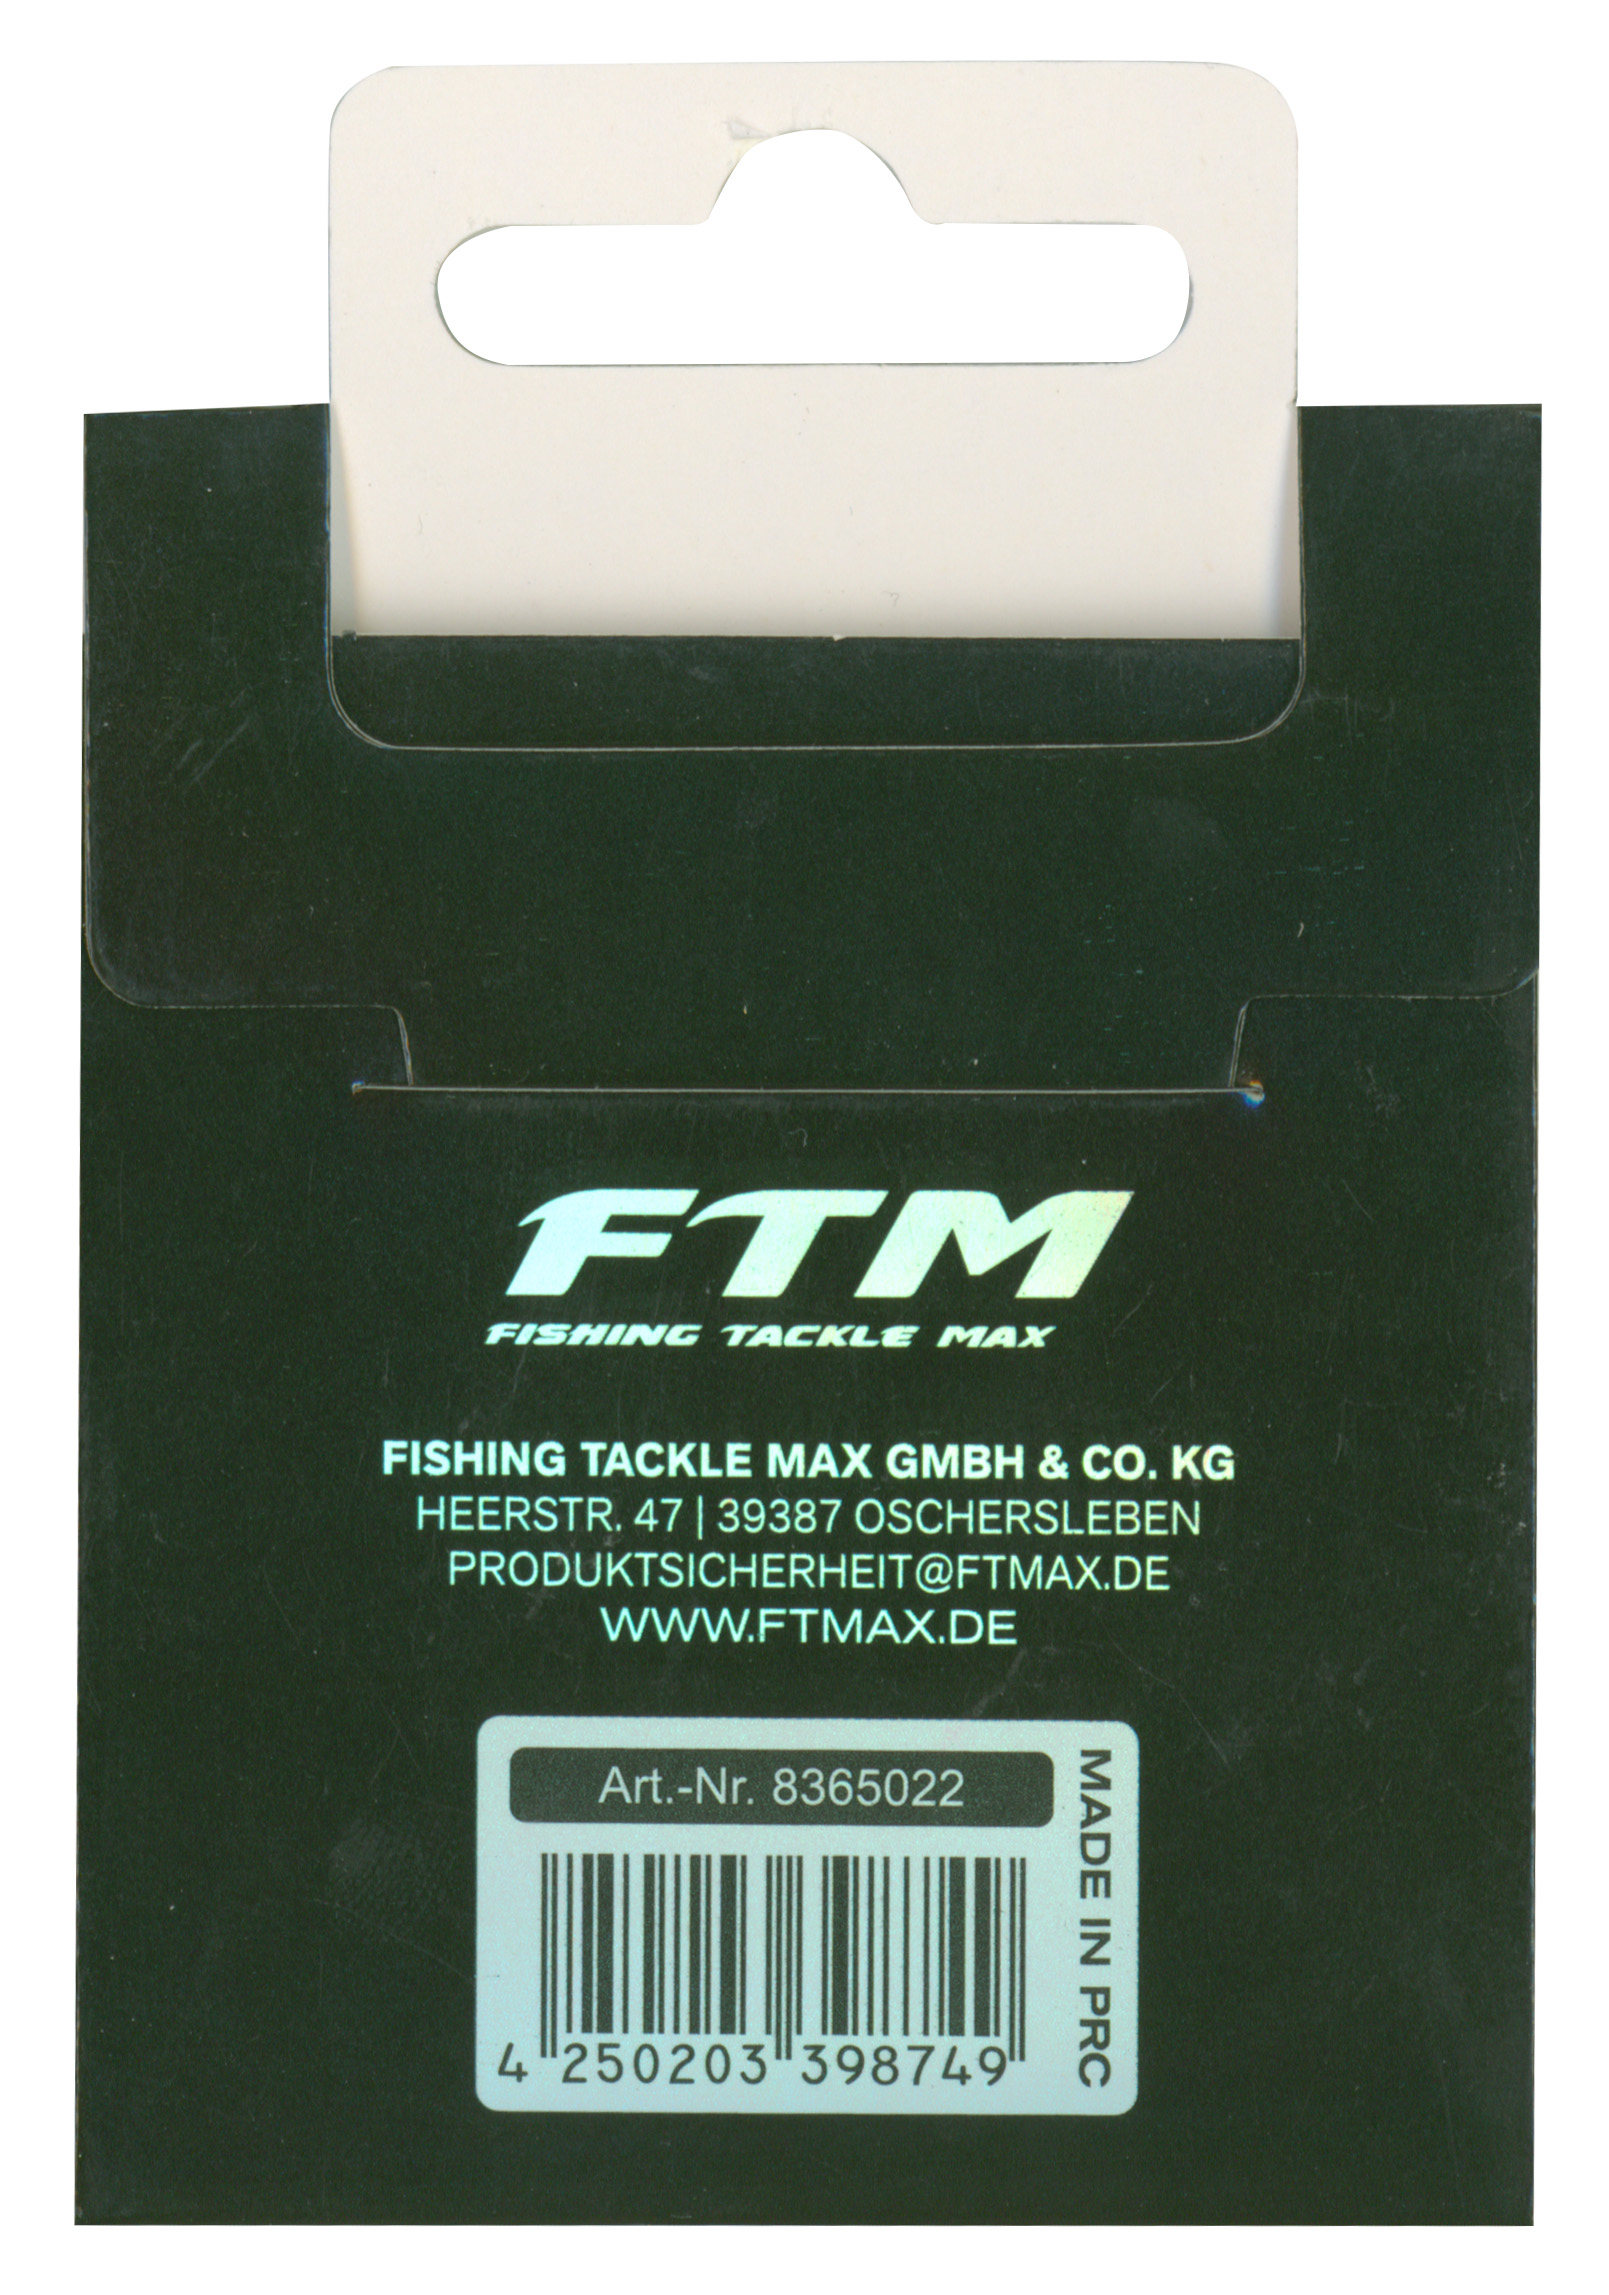 FTM
FISHING TACKLE MAX
FISHING TACKLE MAX GMBH & CO. KG
HEERSTR. 47 | 39387 OSCHERSLEBEN
PRODUKTSICHERHEIT@FTMAX.DE
WWW.FTMAX.DE
Art.-Nr. 8365022
MADE IN PRC
4 250203 398749